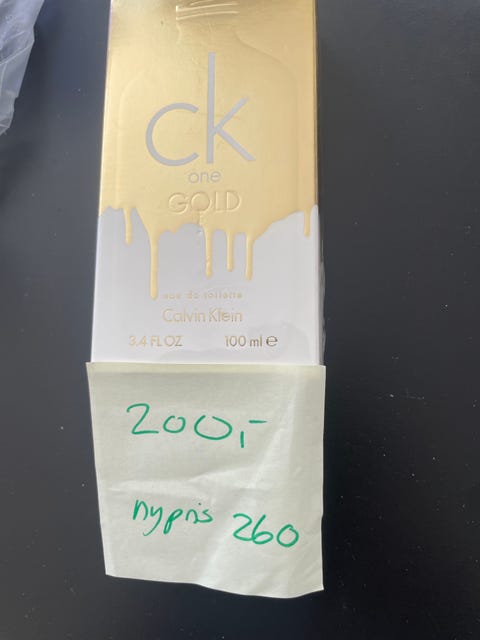 ck
one
GOLD
eau de toilette
Calvin Klein
3.4 FL OZ 100 ml ℮
200,-
nypris 260